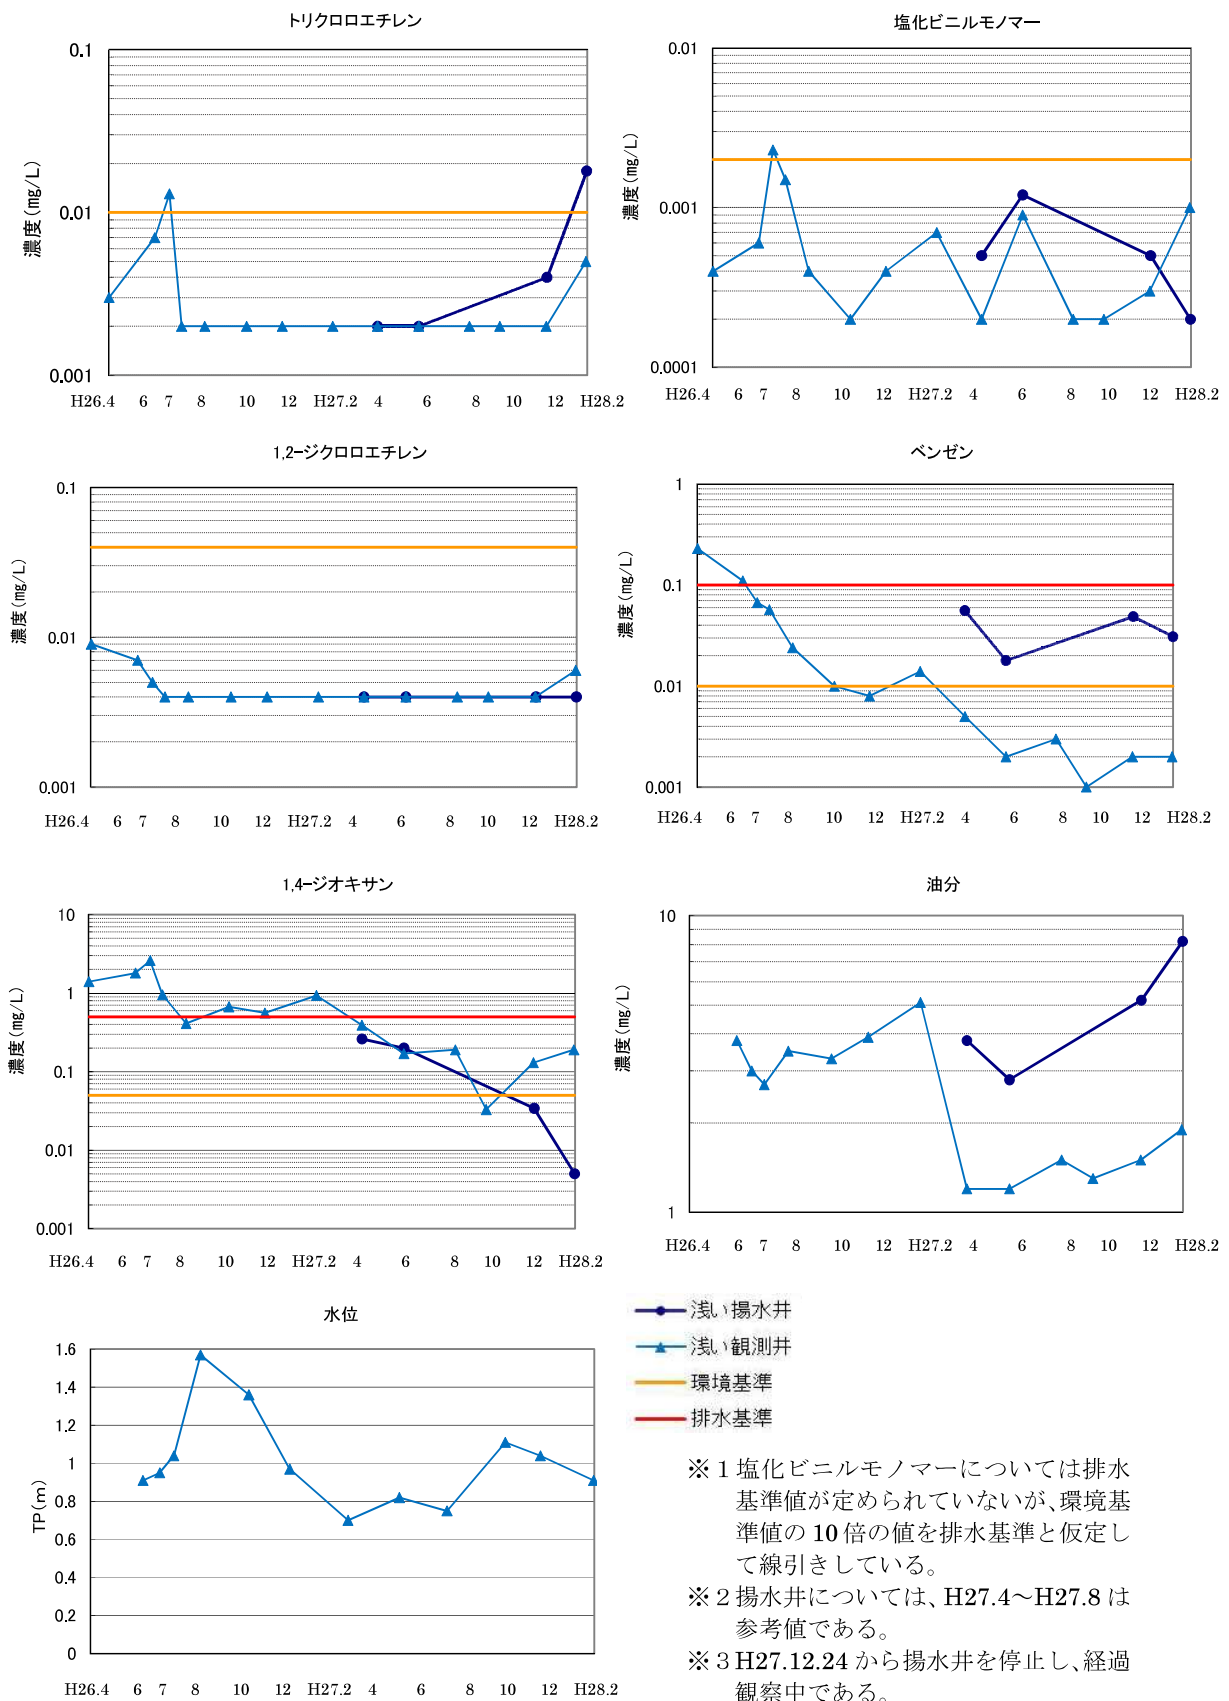 トリクロロエチレン
0.1
0.01
0.001
濃度(mg/L)
H26.4 6 7 8 10 12 H27.2 4 6 8 10 12 H28.2
塩化ビニルモノマー
0.01
0.001
0.0001
濃度(mg/L)
H26.4 6 7 8 10 12 H27.2 4 6 8 10 12 H28.2
1,2-ジクロロエチレン
0.1
0.01
0.001
濃度(mg/L)
H26.4 6 7 8 10 12 H27.2 4 6 8 10 12 H28.2
ベンゼン
1
0.1
0.01
0.001
濃度(mg/L)
H26.4 6 7 8 12 H27.2 4 6 8 10 12 H28.2
1,4-ジオキサン
10
1
0.1
0.01
0.001
濃度(mg/L)
H26.4 6 7 8 10 12 H27.2 4 6 8 10 12 H28.2
油分
10
1
濃度(mg/L)
H26.4 6 7 8 10 12 H27.2 4 6 8 10 12 H28.2
水位
1.6
1.4
1.2
1
0.8
0.6
0.4
0.2
0
TP(m)
H26.4 6 7 8 10 12 H27.2 4 6 8 10 12 H28.2
浅い揚水井
浅い観測井
環境基準
排水基準
※1塩化ビニルモノマーについては排水
基準値が定められていないが、環境基
準値の10倍の値を排水基準と仮定し
て線引きしている。
※2揚水井については、H27.4～H27.8は
参考値である。
※3H27.12.24から揚水井を停止し、経過
観察中である。